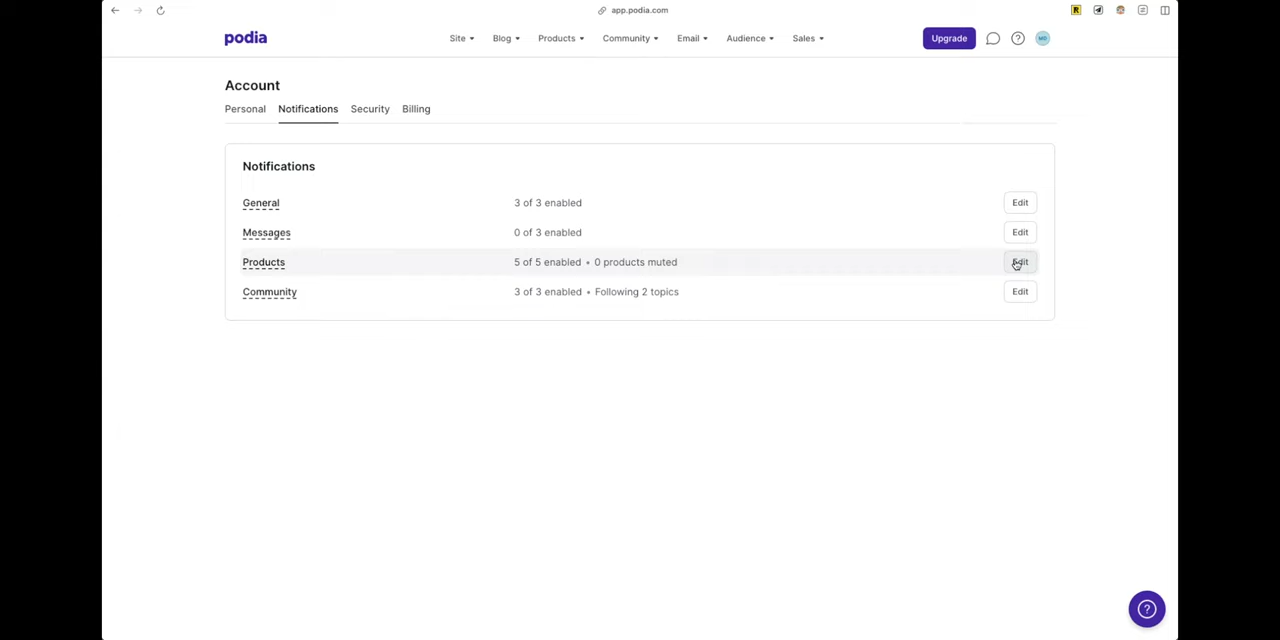 app.podia.com
R
podia
Site
Blog
Products
Community
Email
Audience
Sales
Upgrade
?
MD
Account
Personal
Notifications
Security
Billing
Notifications
General 3 of 3 enabled Edit
Messages 0 of 3 enabled Edit
Products 5 of 5 enabled • 0 products muted Edit
Community 3 of 3 enabled • Following 2 topics Edit
?